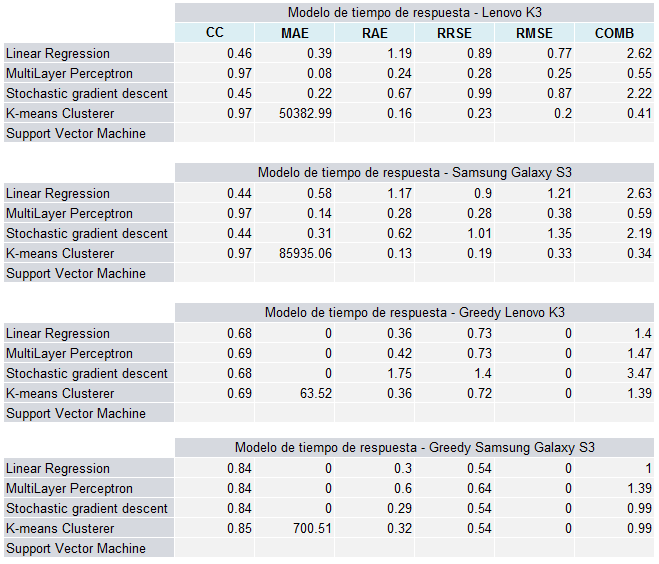 Modelo de tiempo de respuesta - Lenovo K3
CC MAE RAE RRSE RMSE COMB
Linear Regression 0.46 0.39 1.19 0.89 0.77 2.62
MultiLayer Perceptron 0.97 0.08 0.24 0.28 0.25 0.55
Stochastic gradient descent 0.45 0.22 0.67 0.99 0.87 2.22
K-means Clusterer 0.97 50382.99 0.16 0.23 0.2 0.41
Support Vector Machine
Modelo de tiempo de respuesta - Samsung Galaxy S3
Linear Regression 0.44 0.58 1.17 0.9 1.21 2.63
MultiLayer Perceptron 0.97 0.14 0.28 0.28 0.38 0.59
Stochastic gradient descent 0.44 0.31 0.62 1.01 1.35 2.19
K-means Clusterer 0.97 85935.06 0.13 0.19 0.33 0.34
Support Vector Machine
Modelo de tiempo de respuesta - Greedy Lenovo K3
Linear Regression 0.68 0 0.36 0.73 0 1.4
MultiLayer Perceptron 0.69 0 0.42 0.73 0 1.47
Stochastic gradient descent 0.68 0 1.75 1.4 0 3.47
K-means Clusterer 0.69 63.52 0.36 0.72 0 1.39
Support Vector Machine
Modelo de tiempo de respuesta - Greedy Samsung Galaxy S3
Linear Regression 0.84 0 0.3 0.54 0 1
MultiLayer Perceptron 0.84 0 0.6 0.64 0 1.39
Stochastic gradient descent 0.84 0 0.29 0.54 0 0.99
K-means Clusterer 0.85 700.51 0.32 0.54 0 0.99
Support Vector Machine